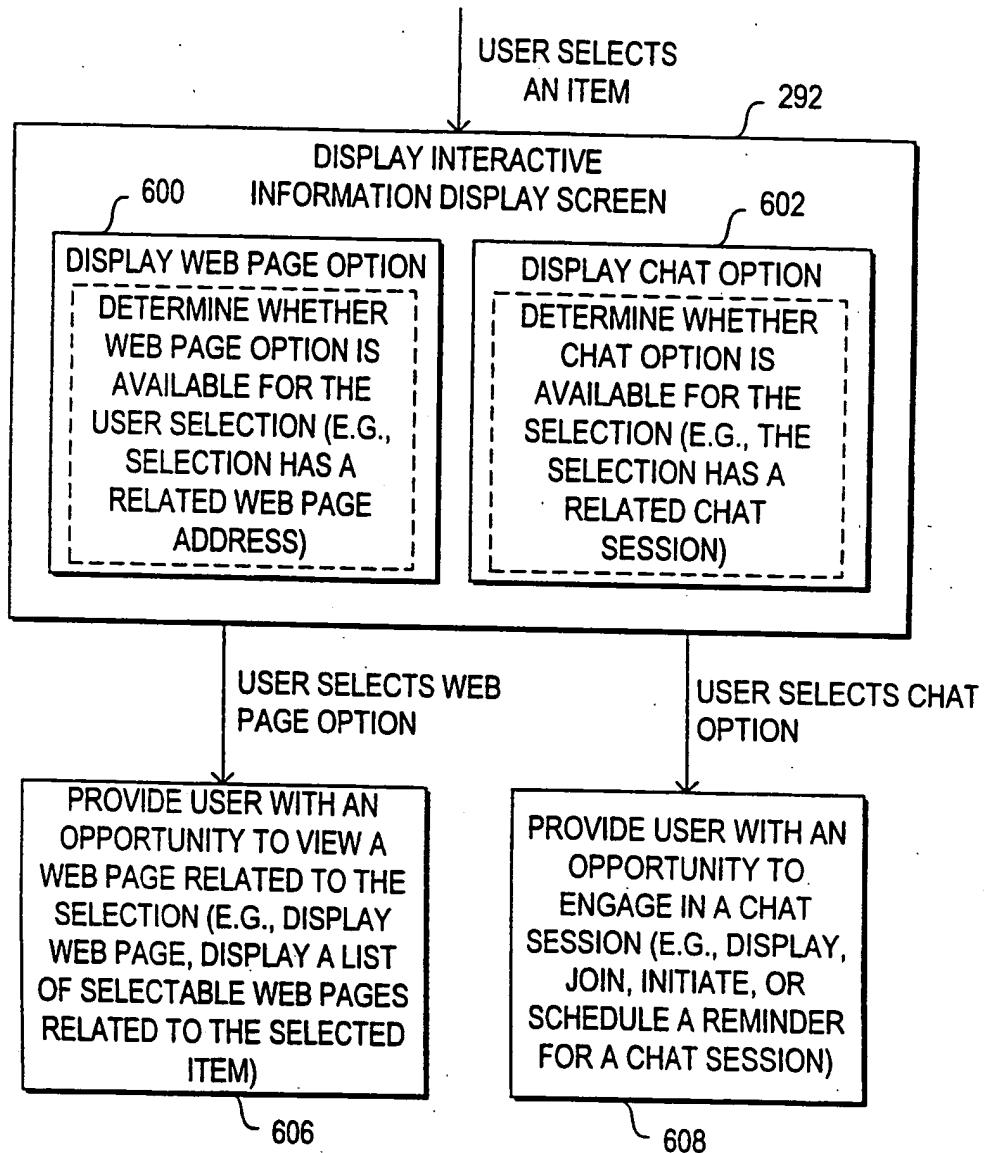 USER SELECTS
AN ITEM
292
DISPLAY INTERACTIVE
INFORMATION DISPLAY SCREEN
600
602
DISPLAY WEB PAGE OPTION
DETERMINE WHETHER
WEB PAGE OPTION IS
AVAILABLE FOR THE
USER SELECTION (E.G.,
SELECTION HAS A
RELATED WEB PAGE
ADDRESS)
DISPLAY CHAT OPTION
DETERMINE WHETHER
CHAT OPTION IS
AVAILABLE FOR THE
SELECTION (E.G., THE
SELECTION HAS A
RELATED CHAT
SESSION)
USER SELECTS WEB
PAGE OPTION
USER SELECTS CHAT
OPTION
PROVIDE USER WITH AN
OPPORTUNITY TO VIEW A
WEB PAGE RELATED TO THE
SELECTION (E.G., DISPLAY
WEB PAGE, DISPLAY A LIST
OF SELECTABLE WEB PAGES
RELATED TO THE SELECTED
ITEM)
606
PROVIDE USER WITH AN
OPPORTUNITY TO
ENGAGE IN A CHAT
SESSION (E.G., DISPLAY,
JOIN, INITIATE, OR
SCHEDULE A REMINDER
FOR A CHAT SESSION)
608